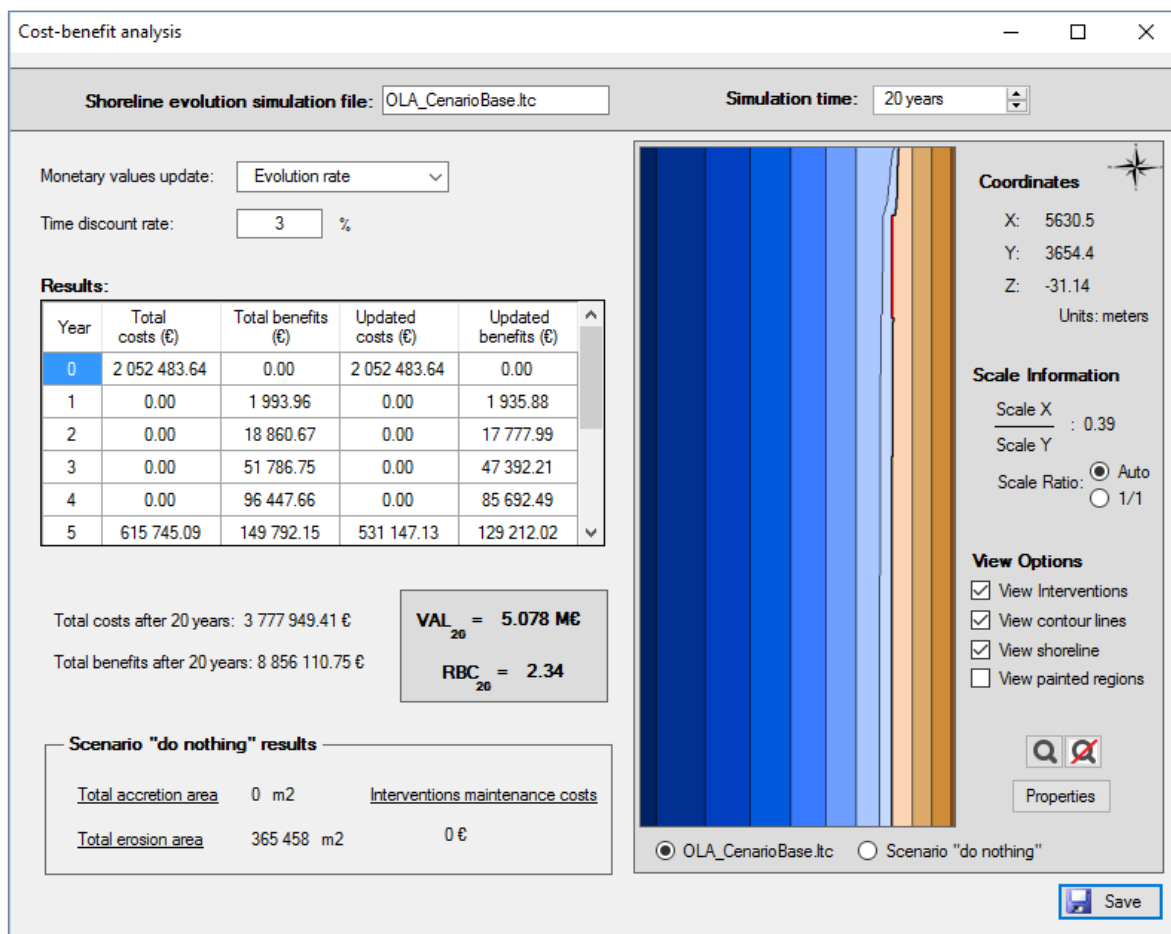 Cost-benefit analysis
Shoreline evolution simulation file: OLA_CenarioBase.ltc
Simulation time: 20 years
Monetary values update: Evolution rate
Time discount rate: 3 %
Results:
Year Total costs (€) Total benefits (€) Updated costs (€) Updated benefits (€)
0 2 052 483.64 0.00 2 052 483.64 0.00
1 0.00 1 993.96 0.00 1 935.88
2 0.00 18 860.67 0.00 17 777.99
3 0.00 51 786.75 0.00 47 392.21
4 0.00 96 447.66 0.00 85 692.49
5 615 745.09 149 792.15 531 147.13 129 212.02
Total costs after 20 years: 3 777 949.41 €
Total benefits after 20 years: 8 856 110.75 €
VAL20 = 5.078 M€
RBC20 = 2.34
Scenario "do nothing" results
Total accretion area 0 m2
Interventions maintenance costs
Total erosion area 365 458 m2
0 €
Coordinates
X: 5630.5
Y: 3654.4
Z: -31.14
Units: meters
Scale Information
Scale X
Scale Y
: 0.39
Scale Ratio: Auto
1/1
View Options
View Interventions
View contour lines
View shoreline
View painted regions
Properties
OLA_CenarioBase.ltc
Scenario "do nothing"
Save